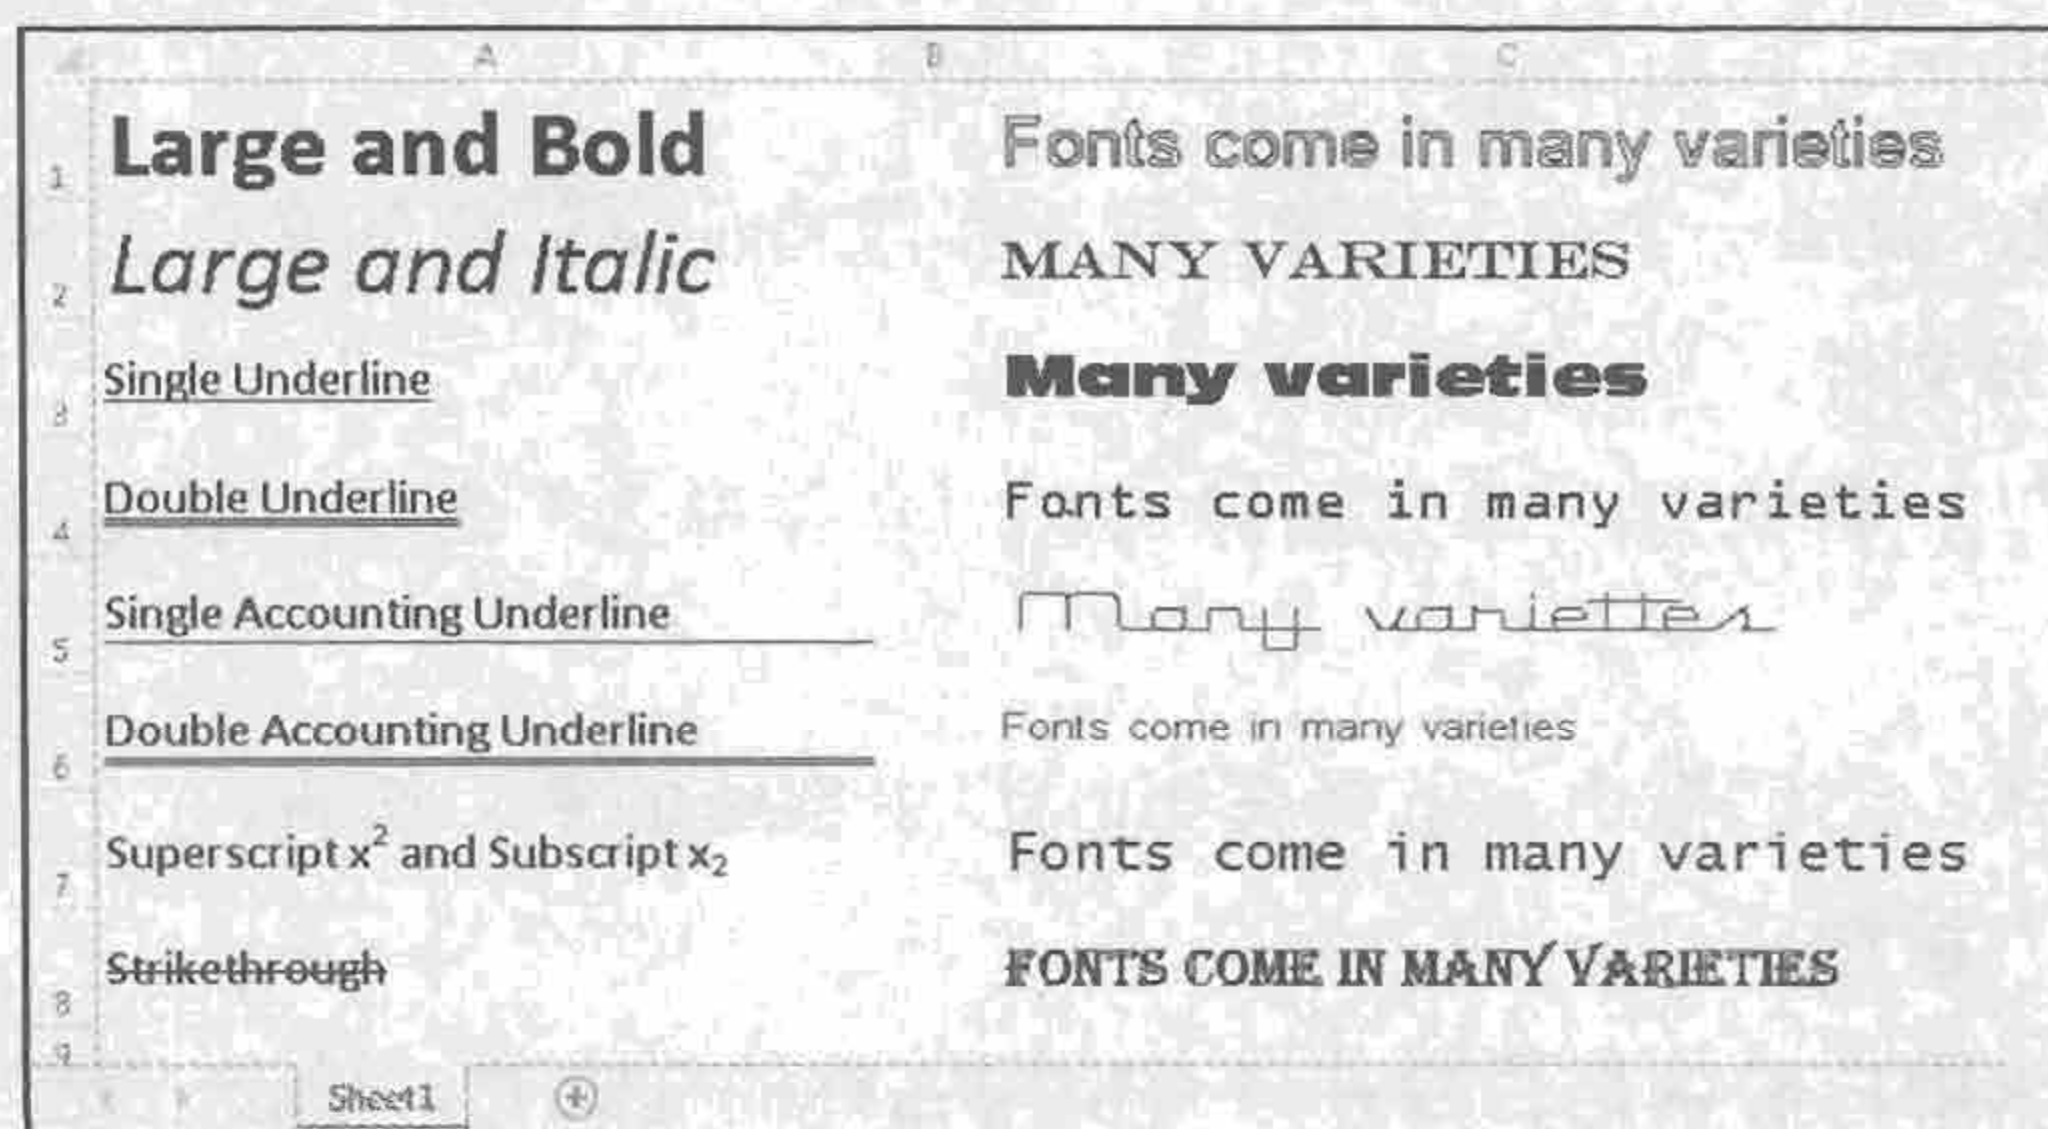 A B C
1 Large and Bold Fonts come in many varieties
2 Large and Italic MANY VARIETIES
3 Single Underline Many varieties
4 Double Underline Fonts come in many varieties
5 Single Accounting Underline Many varieties
6 Double Accounting Underline Fonts come in many varieties
7 Superscript x² and Subscript x₂ Fonts come in many varieties
8 Strikethrough FONTS COME IN MANY VARIETIES
9
Sheet1